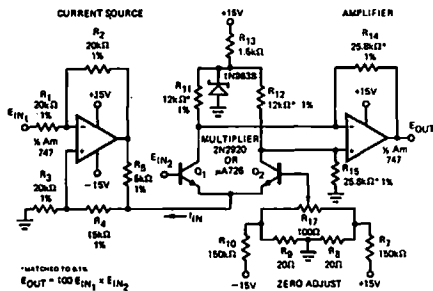 CURRENT SOURCE
+15V
AMPLIFIER
R2
20kΩ
1%
R13
1.5kΩ
R14
25.8kΩ*
1%
1N963B
R11
12kΩ*
1%
R12
12kΩ* 1%
R1
20kΩ
1%
+15V
+15V
EIN1
EOUT
MULTIPLIER
2N2920
OR
μA726
½ Am
747
½ Am
747
R5
5kΩ
1%
EIN2
Q1
Q2
-15V
-15V
R15
25.8kΩ* 1%
R3
20kΩ
1%
R4
15kΩ
1%
IIN
R17
100Ω
R10
150kΩ
R9
20Ω
R8
20Ω
R7
150kΩ
*MATCHED TO 0.1%
-15V
ZERO ADJUST
+15V
EOUT = 100 EIN1 x EIN2